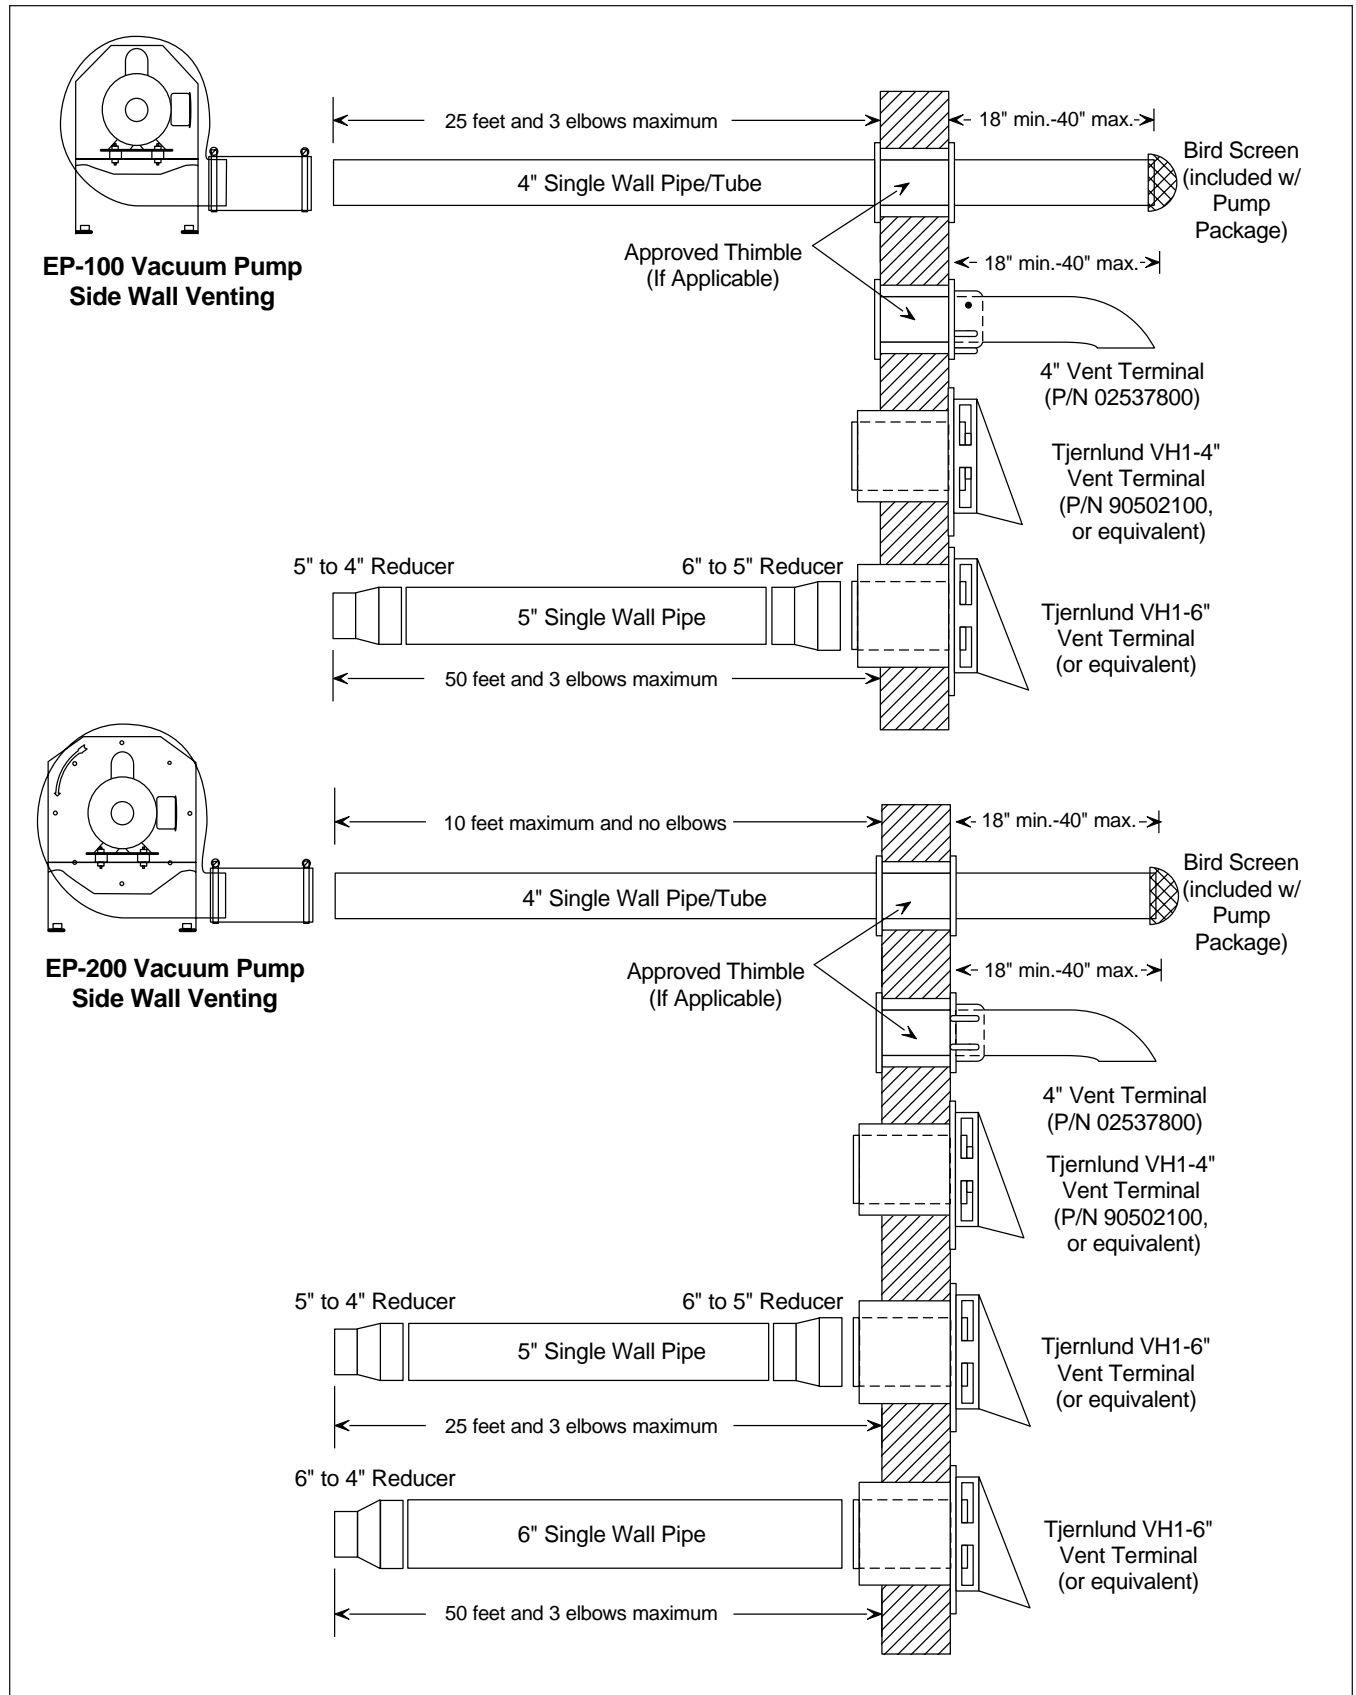 25 feet and 3 elbows maximum
18" min.-40" max.
4" Single Wall Pipe/Tube
Bird Screen
(included w/
Pump
Package)
EP-100 Vacuum Pump
Side Wall Venting
Approved Thimble
(If Applicable)
18" min.-40" max.
4" Vent Terminal
(P/N 02537800)
Tjernlund VH1-4"
Vent Terminal
(P/N 90502100,
or equivalent)
5" to 4" Reducer
6" to 5" Reducer
5" Single Wall Pipe
Tjernlund VH1-6"
Vent Terminal
(or equivalent)
50 feet and 3 elbows maximum
10 feet maximum and no elbows
18" min.-40" max.
4" Single Wall Pipe/Tube
Bird Screen
(included w/
Pump
Package)
EP-200 Vacuum Pump
Side Wall Venting
Approved Thimble
(If Applicable)
18" min.-40" max.
4" Vent Terminal
(P/N 02537800)
Tjernlund VH1-4"
Vent Terminal
(P/N 90502100,
or equivalent)
5" to 4" Reducer
6" to 5" Reducer
5" Single Wall Pipe
Tjernlund VH1-6"
Vent Terminal
(or equivalent)
25 feet and 3 elbows maximum
6" to 4" Reducer
6" Single Wall Pipe
Tjernlund VH1-6"
Vent Terminal
(or equivalent)
50 feet and 3 elbows maximum